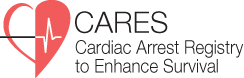 CARES
Cardiac Arrest Registry
to Enhance Survival